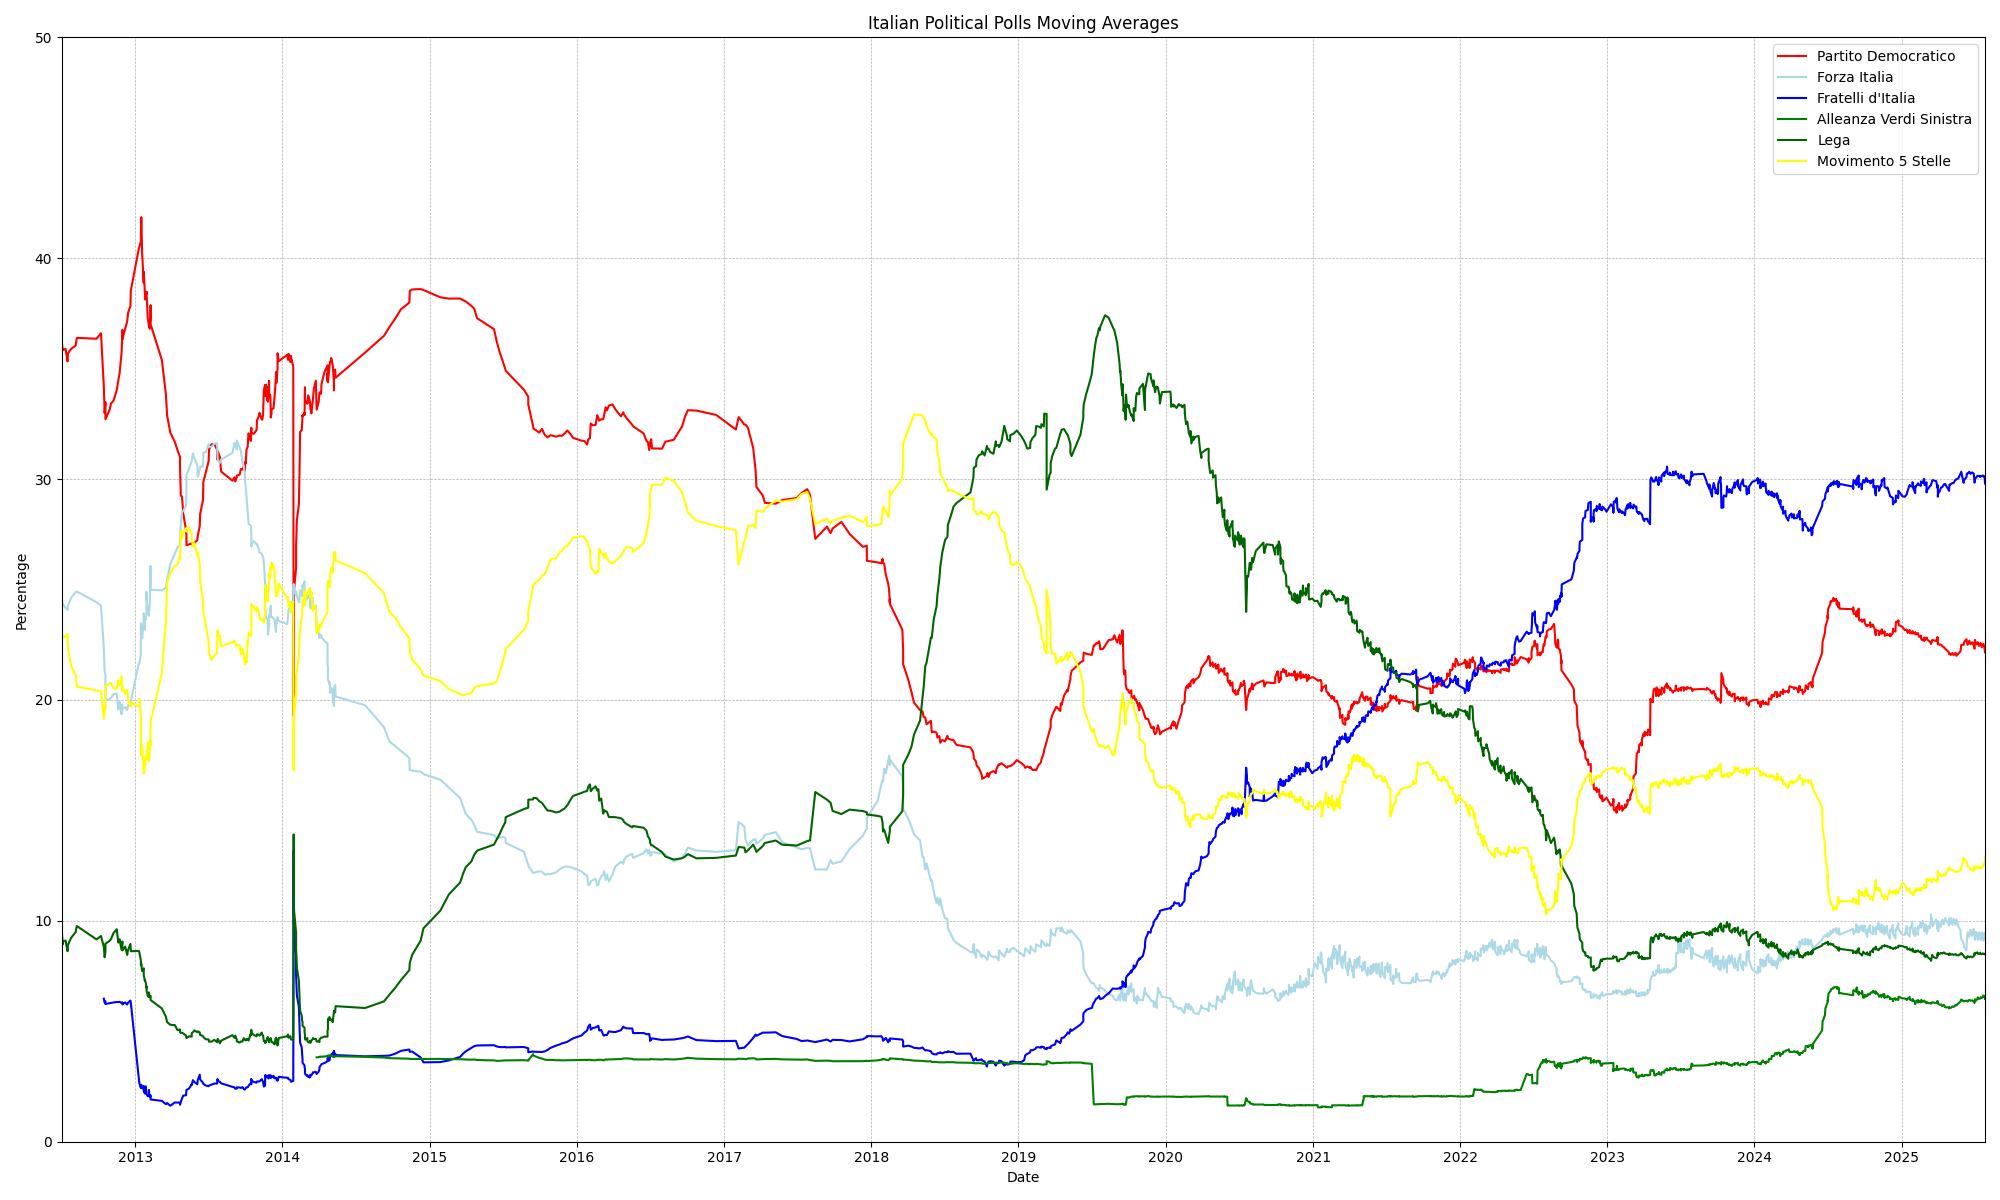 Italian Political Polls Moving Averages
Partito Democratico
Forza Italia
Fratelli d'Italia
Alleanza Verdi Sinistra
Lega
Movimento 5 Stelle
Percentage
50
40
30
20
10
0
2013 2014 2015 2016 2017 2018 2019 2020 2021 2022 2023 2024 2025
Date